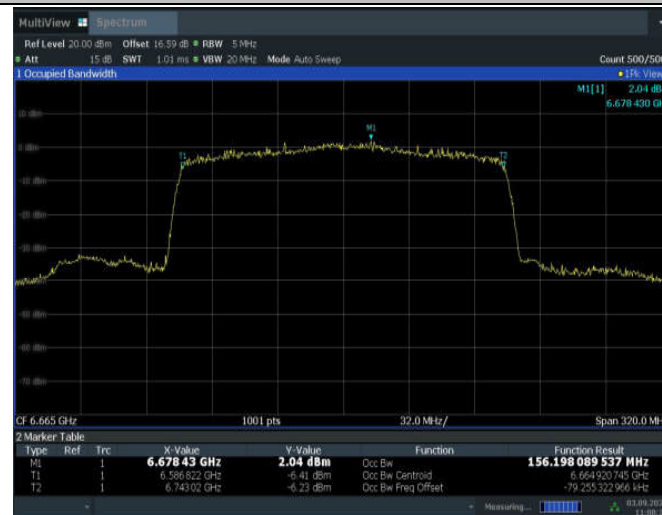 MultiView Spectrum
Ref Level 20.00 dBm Offset 16.59 dB RBW 5 MHz
Att 15 dB SWT 1.01 ms VBW 20 MHz Mode Auto Sweep Count 500/500
1 Occupied Bandwidth 1Pk View
M1[1] 2.04 dB
6.678 430 GH
10 dBm
M1
0 dBm
T1 T2
-10 dBm
-20 dBm
-30 dBm
-40 dBm
-50 dBm
-60 dBm
-70 dBm
CF 6.665 GHz 1001 pts 32.0 MHz/ Span 320.0 MH
2 Marker Table
Type Ref Trc X-Value Y-Value Function Function Result
M1 1 6.678 43 GHz 2.04 dBm Occ Bw 156.198 089 537 MHz
T1 1 6.586 822 GHz -6.41 dBm Occ Bw Centroid 6.664 920 745 GHz
T2 1 6.743 02 GHz -6.23 dBm Occ Bw Freq Offset -79.255 322 966 kHz
Measuring...